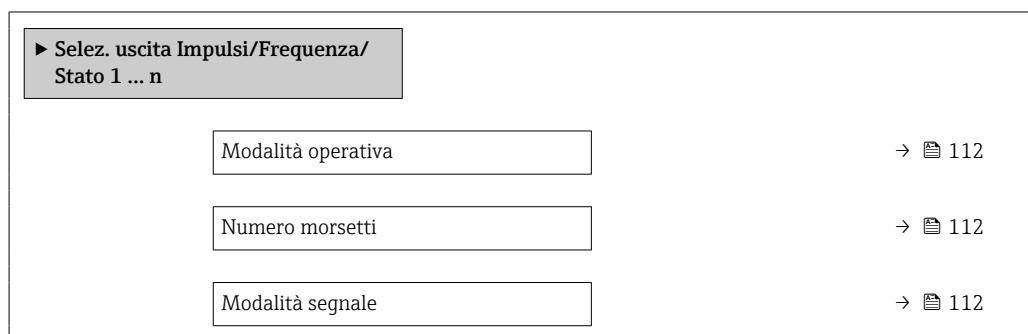 ▶ Selez. uscita Impulsi/Frequenza/
Stato 1 … n
Modalità operativa → 112
Numero morsetti → 112
Modalità segnale → 112